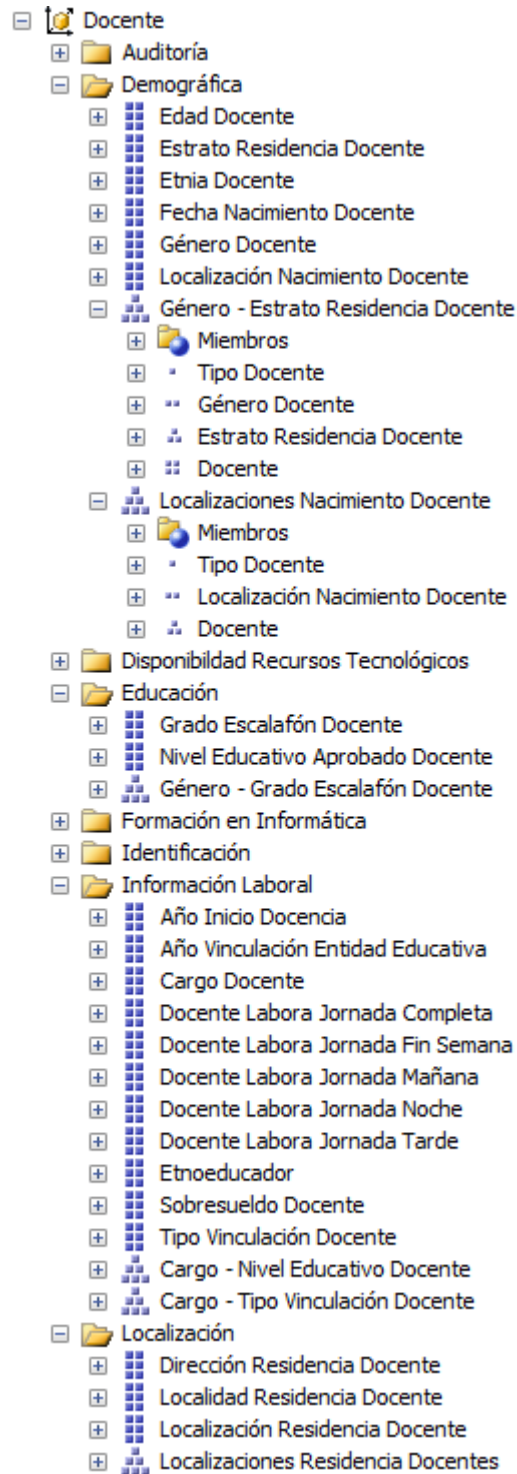 Docente
Auditoría
Demográfica
Edad Docente
Estrato Residencia Docente
Etnia Docente
Fecha Nacimiento Docente
Género Docente
Localización Nacimiento Docente
Género - Estrato Residencia Docente
Miembros
Tipo Docente
Género Docente
Estrato Residencia Docente
Docente
Localizaciones Nacimiento Docente
Miembros
Tipo Docente
Localización Nacimiento Docente
Docente
Disponibildad Recursos Tecnológicos
Educación
Grado Escalafón Docente
Nivel Educativo Aprobado Docente
Género - Grado Escalafón Docente
Formación en Informática
Identificación
Información Laboral
Año Inicio Docencia
Año Vinculación Entidad Educativa
Cargo Docente
Docente Labora Jornada Completa
Docente Labora Jornada Fin Semana
Docente Labora Jornada Mañana
Docente Labora Jornada Noche
Docente Labora Jornada Tarde
Etnoeducador
Sobresueldo Docente
Tipo Vinculación Docente
Cargo - Nivel Educativo Docente
Cargo - Tipo Vinculación Docente
Localización
Dirección Residencia Docente
Localidad Residencia Docente
Localización Residencia Docente
Localizaciones Residencia Docentes